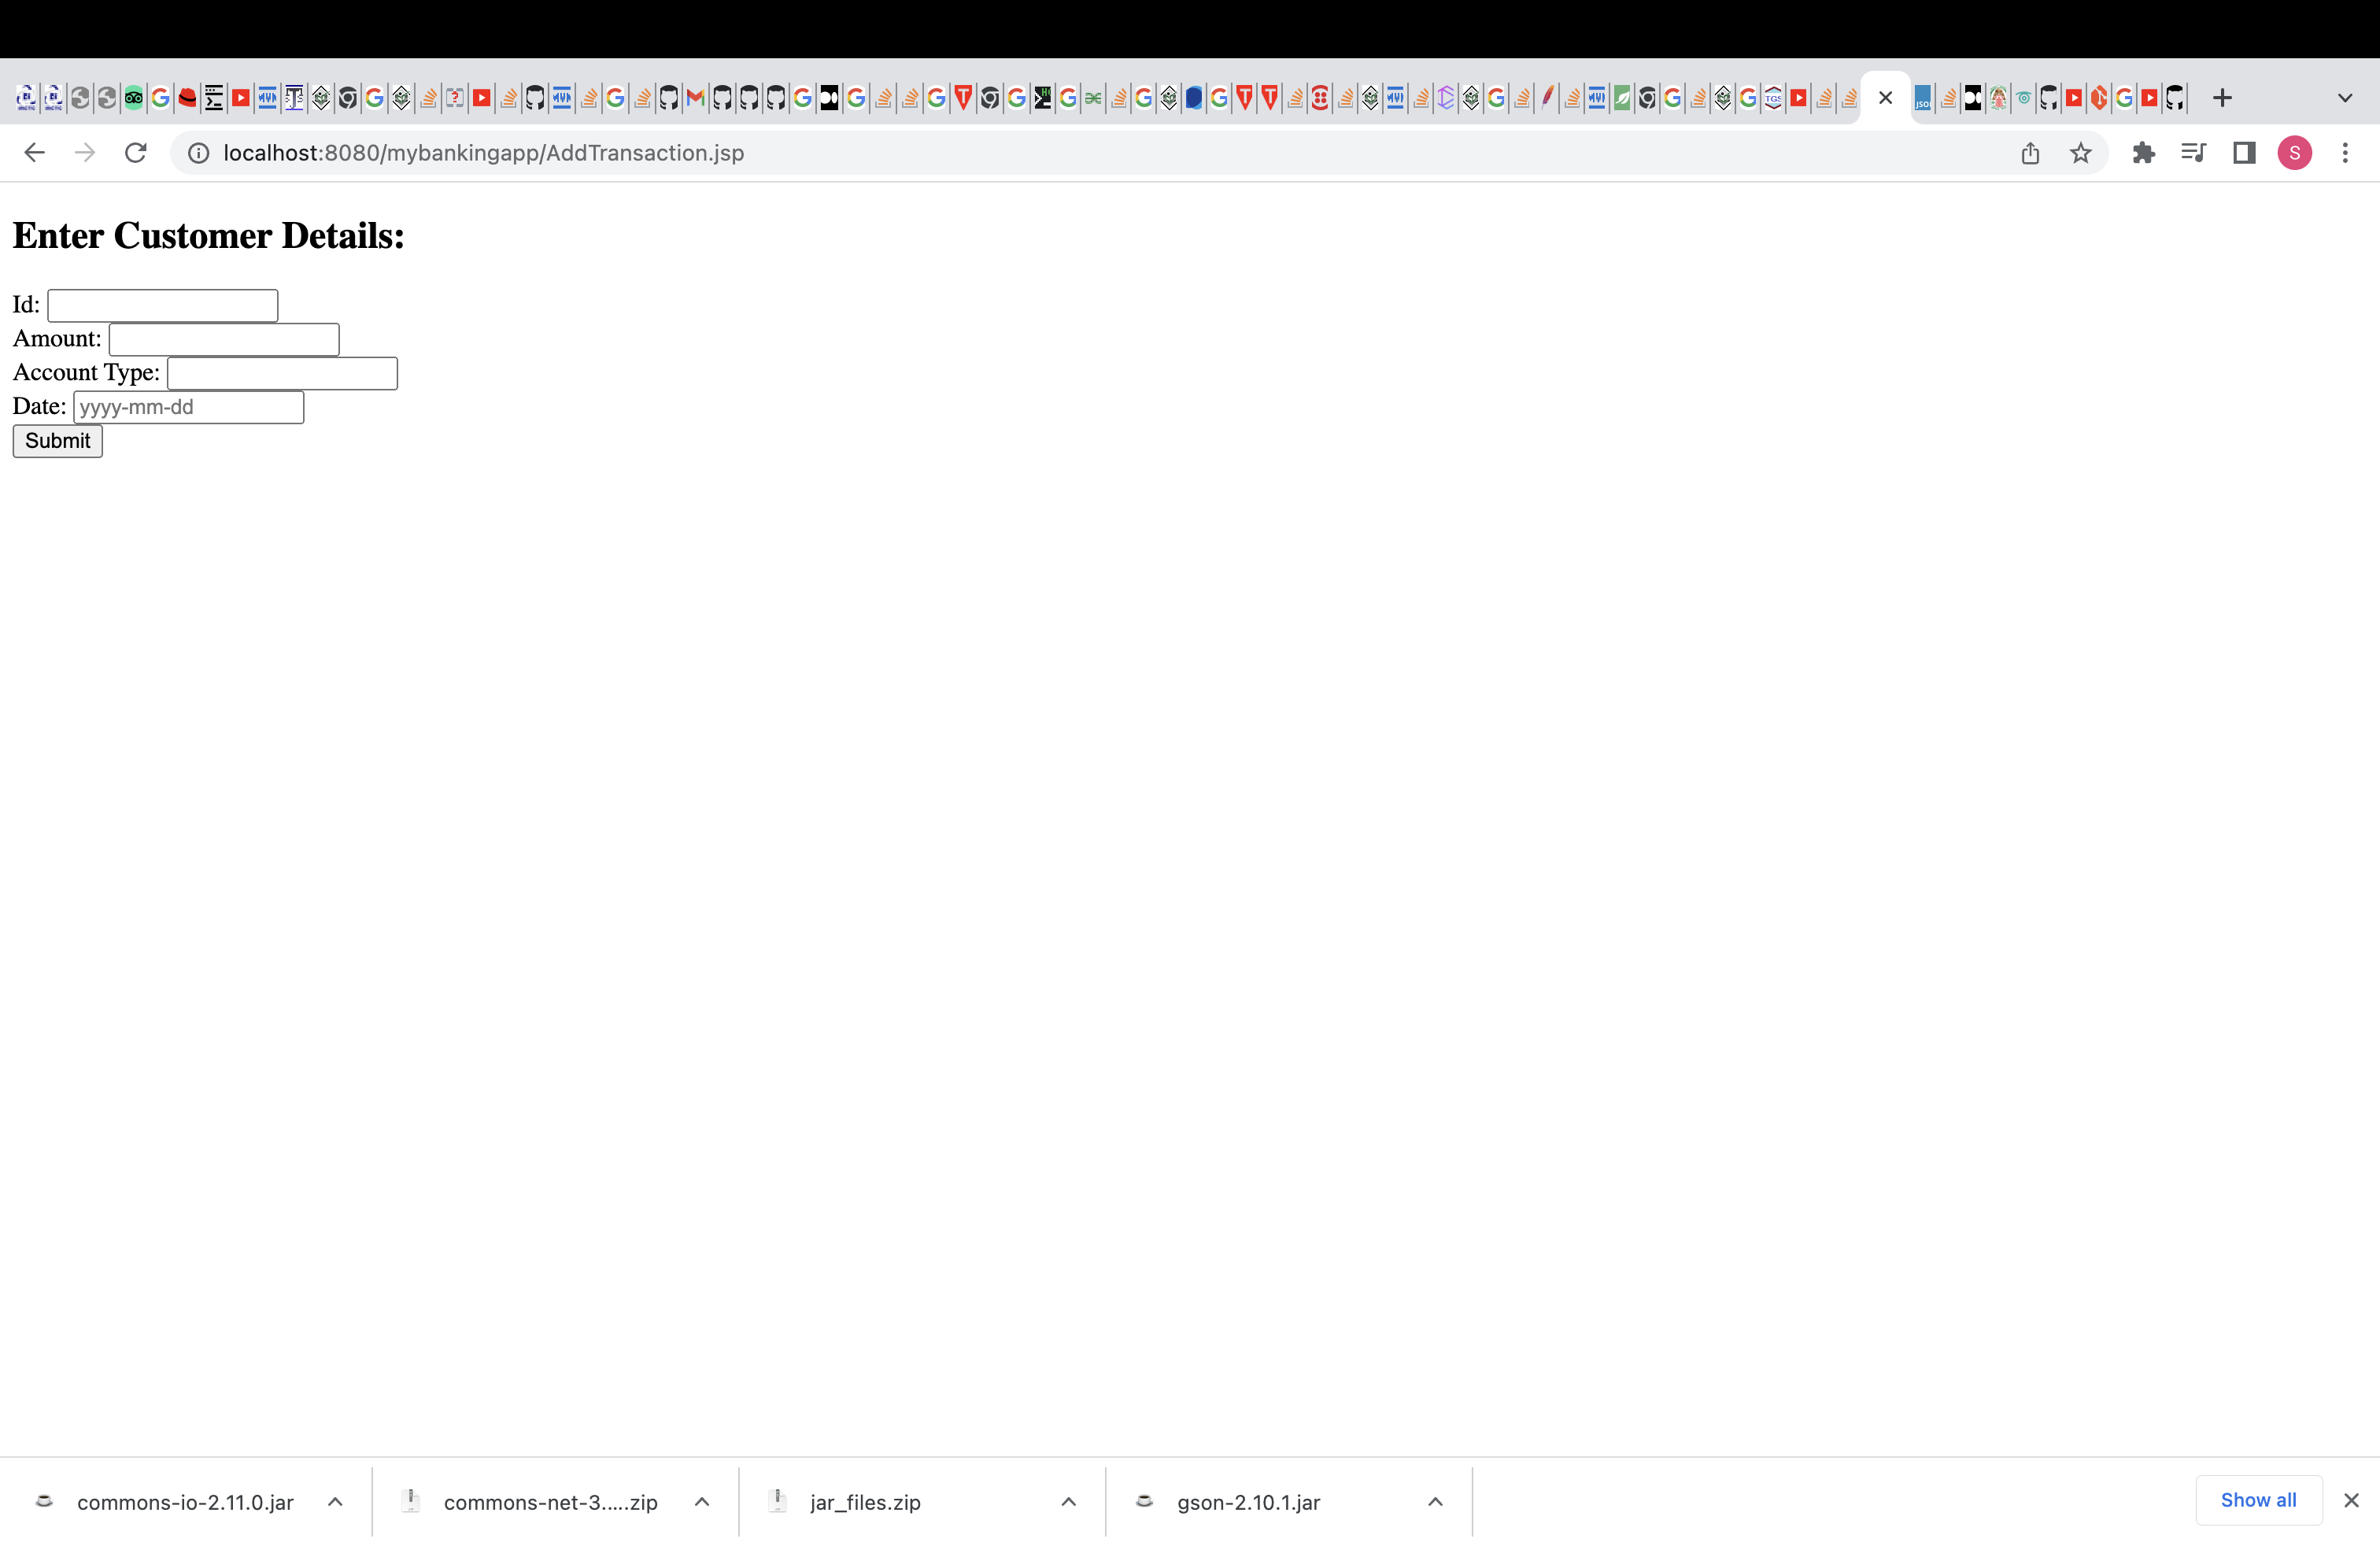 localhost:8080/mybankingapp/AddTransaction.jsp
S
Enter Customer Details:
Id:
Amount:
Account Type:
Date: yyyy-mm-dd
Submit
commons-io-2.11.0.jar
commons-net-3.....zip
jar_files.zip
gson-2.10.1.jar
Show all